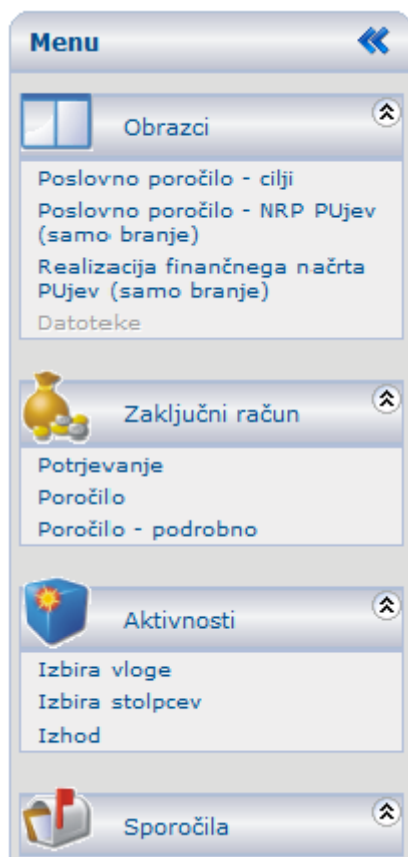 Menu
Obrazci
Poslovno poročilo - cilji
Poslovno poročilo - NRP PUjev
(samo branje)
Realizacija finančnega načrta
PUjev (samo branje)
Datoteke
Zaključni račun
Potrjevanje
Poročilo
Poročilo - podrobno
Aktivnosti
Izbira vloge
Izbira stolpcev
Izhod
Sporočila